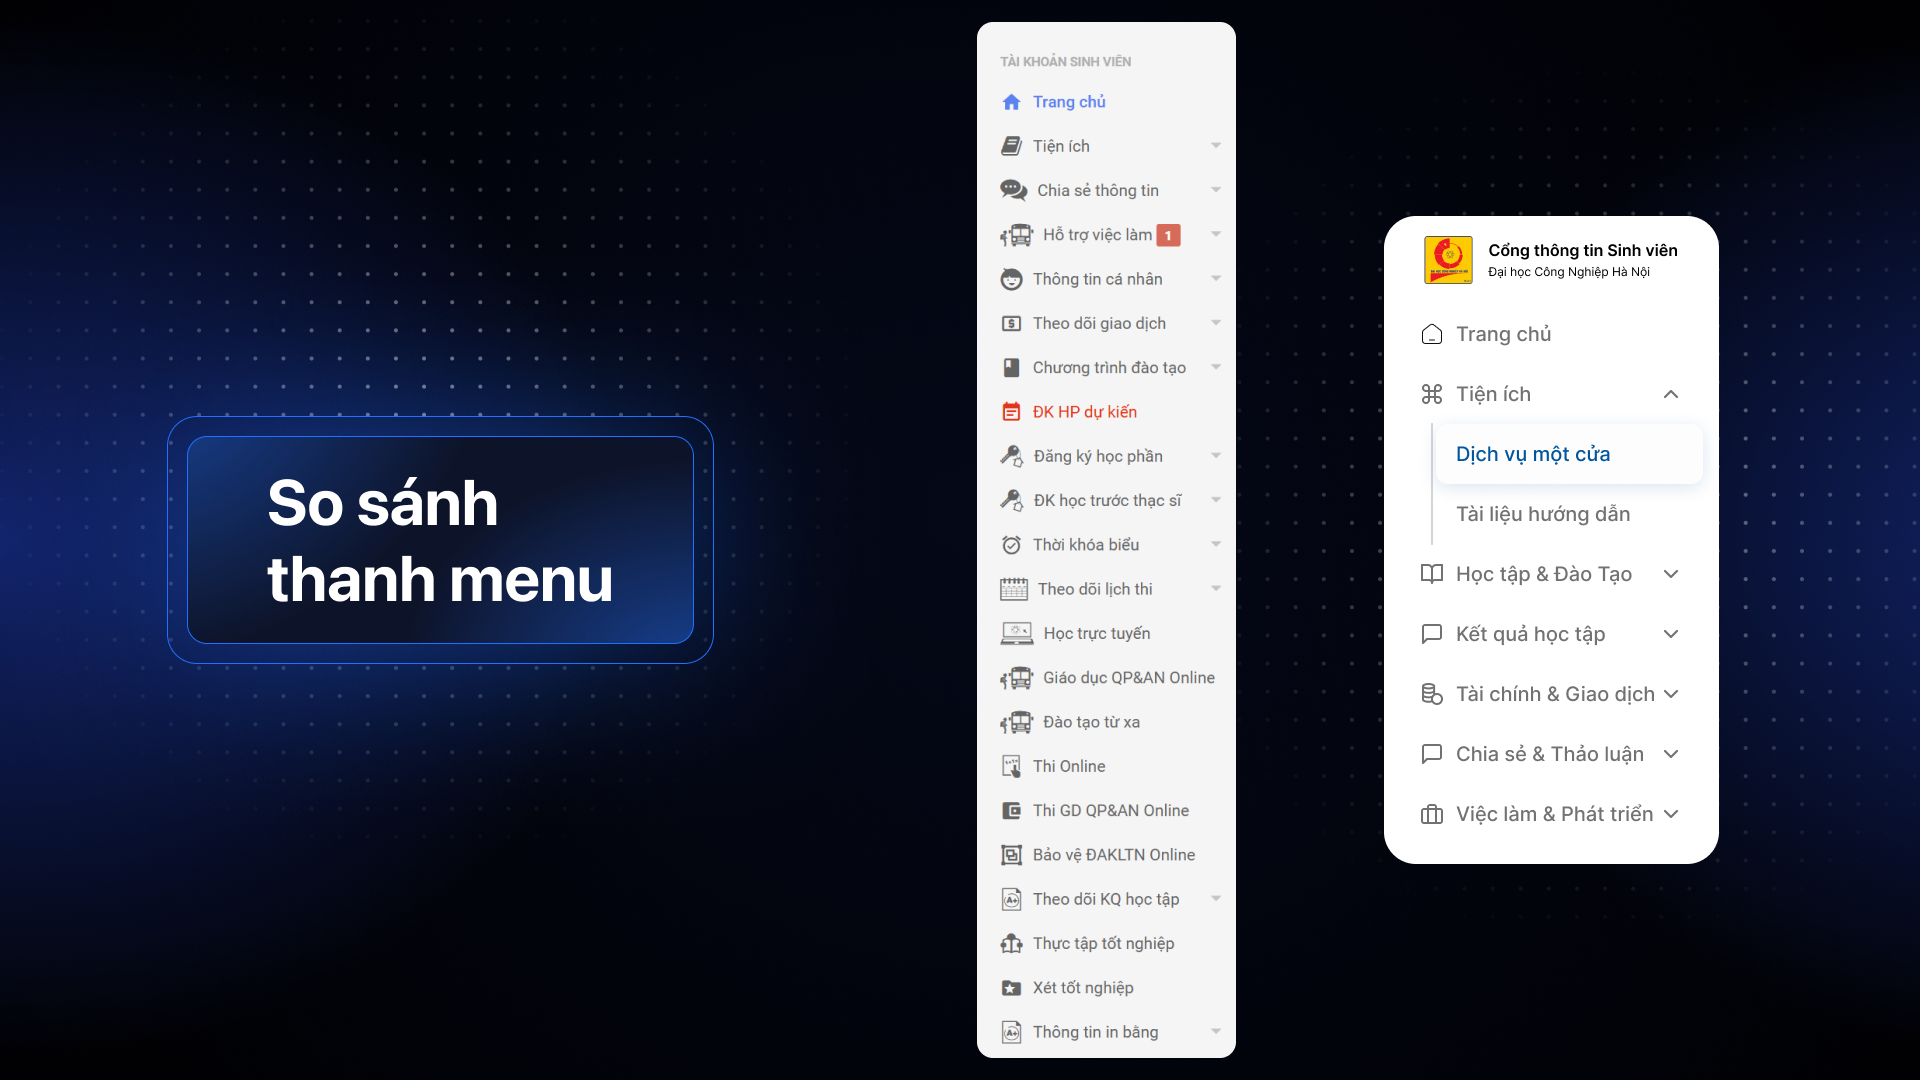 So sánh
thanh menu
TÀI KHOẢN SINH VIÊN
Trang chủ
Tiện ích
Chia sẻ thông tin
Hỗ trợ việc làm 1
Thông tin cá nhân
Theo dõi giao dịch
Chương trình đào tạo
ĐK HP dự kiến
Đăng ký học phần
ĐK học trước thạc sĩ
Thời khóa biểu
Theo dõi lịch thi
Học trực tuyến
Giáo dục QP&AN Online
Đào tạo từ xa
Thi Online
Thi GD QP&AN Online
Bảo vệ ĐAKLTN Online
Theo dõi KQ học tập
Thực tập tốt nghiệp
Xét tốt nghiệp
Thông tin in bằng
Cổng thông tin Sinh viên
Đại học Công Nghiệp Hà Nội
Trang chủ
Tiện ích
Dịch vụ một cửa
Tài liệu hướng dẫn
Học tập & Đào Tạo
Kết quả học tập
Tài chính & Giao dịch
Chia sẻ & Thảo luận
Việc làm & Phát triển